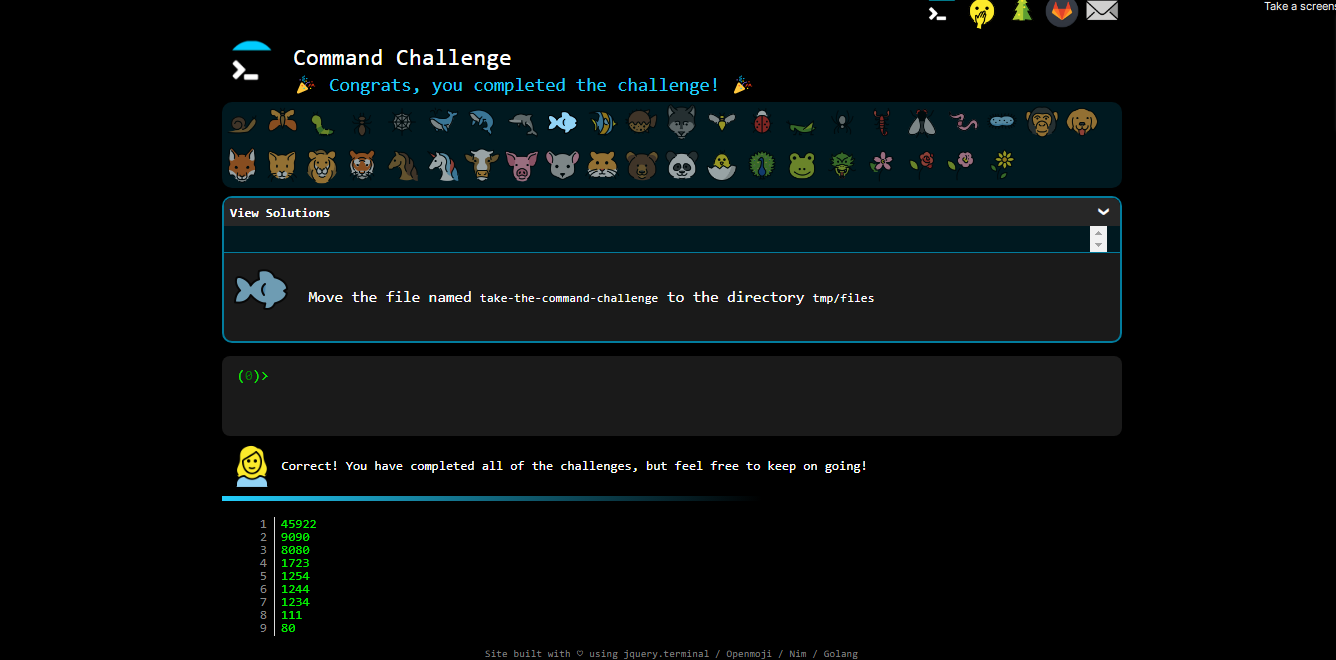 Take a screens
Command Challenge
Congrats, you completed the challenge!
View Solutions
Move the file named take-the-command-challenge to the directory tmp/files
(0)>
Correct! You have completed all of the challenges, but feel free to keep on going!
1 45922
2 9090
3 8080
4 1723
5 1254
6 1244
7 1234
8 111
9 80
Site built with ♡ using jquery.terminal / Openmoji / Nim / Golang